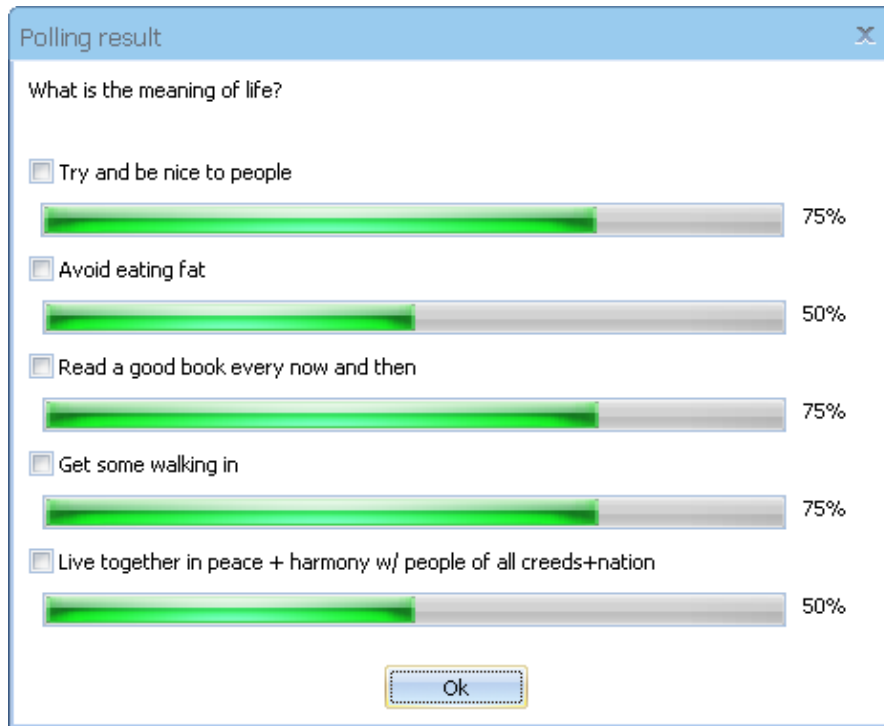 Polling result
What is the meaning of life?
Try and be nice to people
75%
Avoid eating fat
50%
Read a good book every now and then
75%
Get some walking in
75%
Live together in peace + harmony w/ people of all creeds+nation
50%
Ok